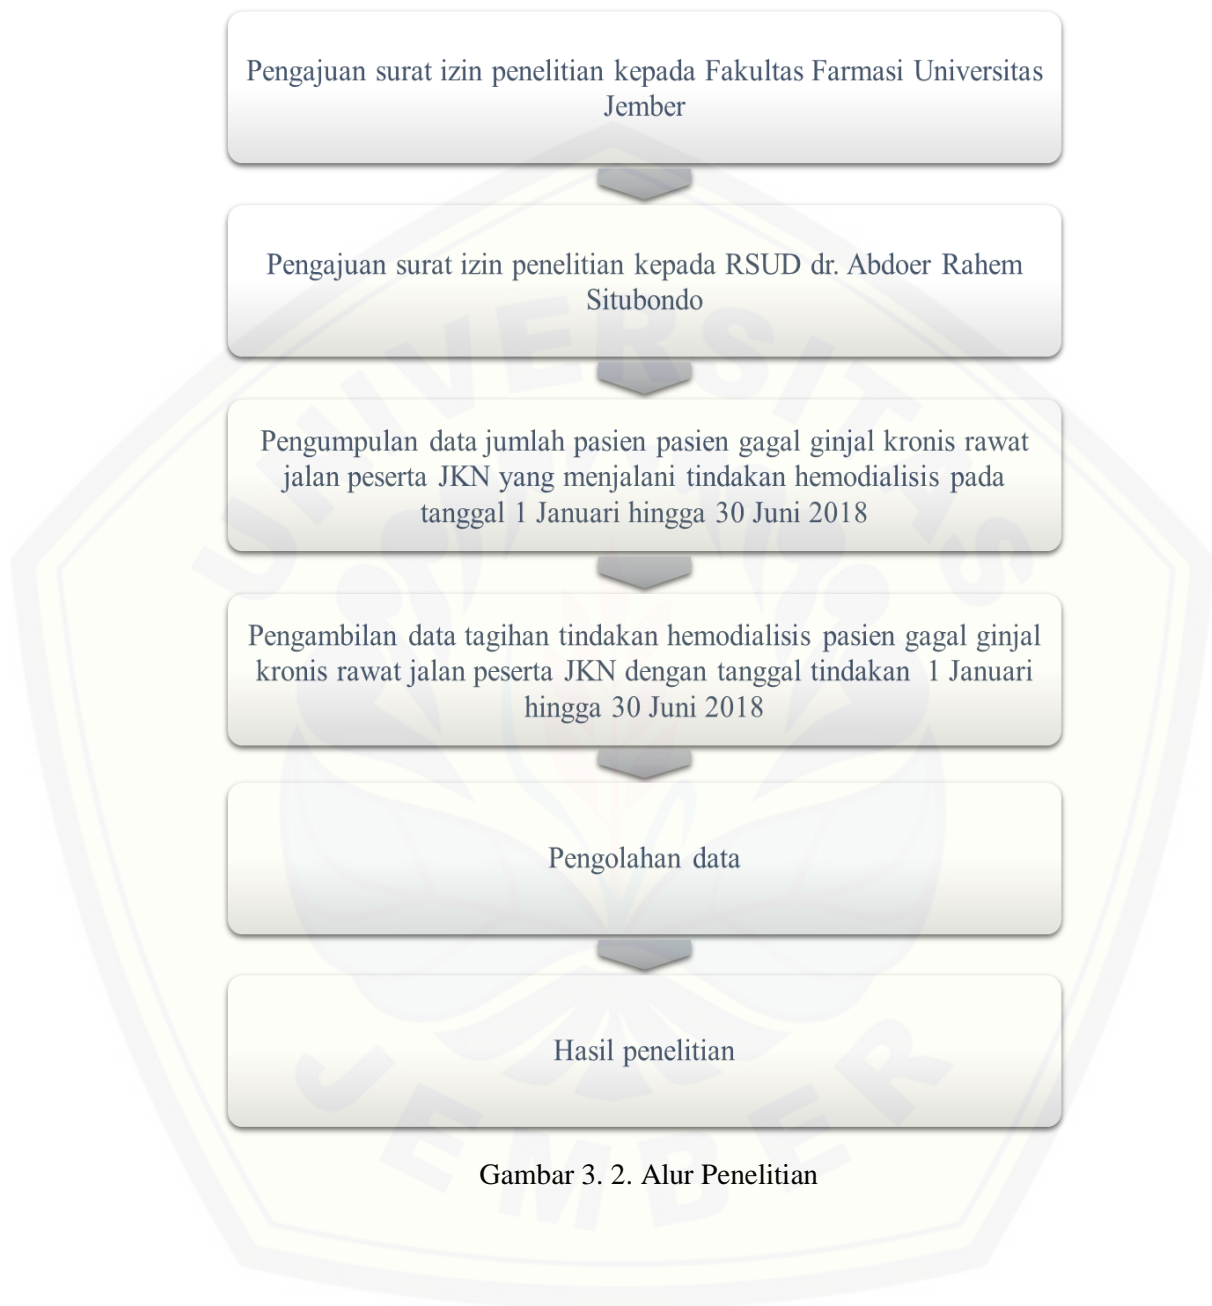 Pengajuan surat izin penelitian kepada Fakultas Farmasi Universitas
Jember
Pengajuan surat izin penelitian kepada RSUD dr. Abdoer Rahem
Situbondo
Pengumpulan data jumlah pasien pasien gagal ginjal kronis rawat
jalan peserta JKN yang menjalani tindakan hemodialisis pada
tanggal 1 Januari hingga 30 Juni 2018
Pengambilan data tagihan tindakan hemodialisis pasien gagal ginjal
kronis rawat jalan peserta JKN dengan tanggal tindakan 1 Januari
hingga 30 Juni 2018
Pengolahan data
Hasil penelitian
Gambar 3. 2. Alur Penelitian
UNIVERSITAS
JEMBER